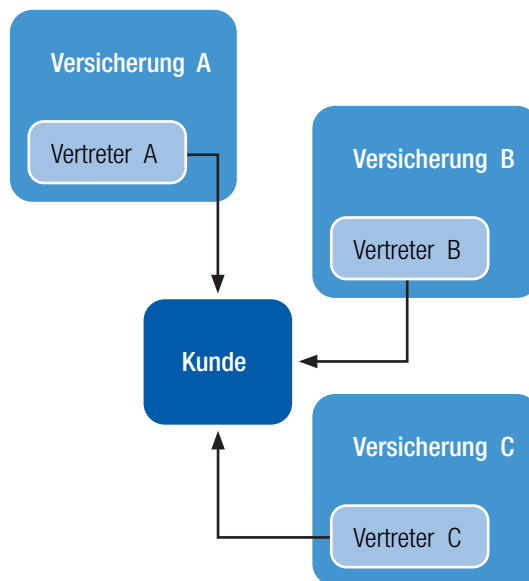 Versicherung A
Vertreter A
Versicherung B
Vertreter B
Kunde
Versicherung C
Vertreter C